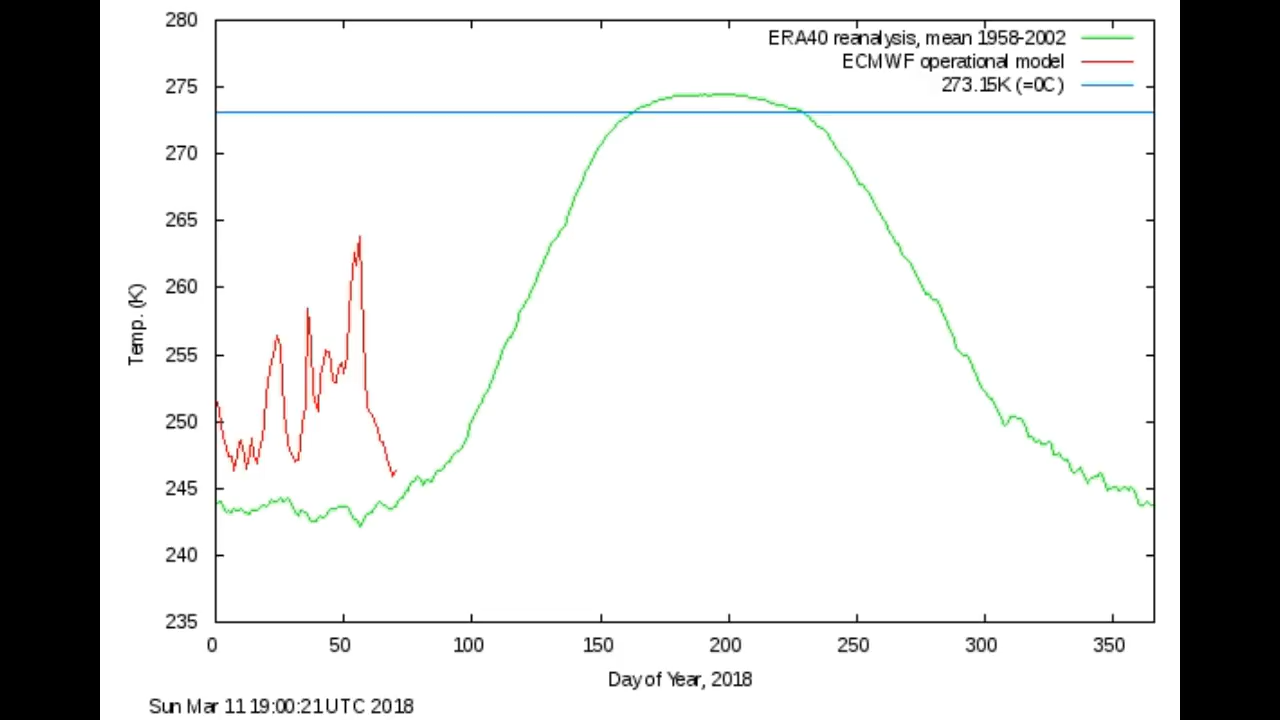 280
275
270
265
260
255
250
245
240
235
Temp. (K)
ERA40 reanalysis, mean 1958-2002
ECMWF operational model
273.15K (=0C)
0 50 100 150 200 250 300 350
Day of Year, 2018
Sun Mar 11 19:00:21 UTC 2018